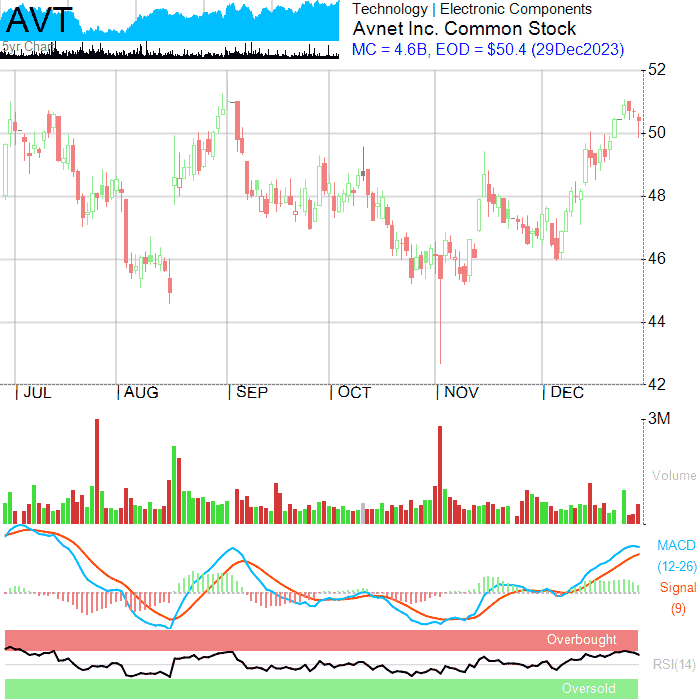 AVT
5yr Chart
Technology | Electronic Components
Avnet Inc. Common Stock
MC = 4.6B, EOD = $50.4 (29Dec2023)
52
50
48
46
44
42
| JUL | AUG | SEP | OCT | NOV | DEC
3M
Volume
MACD
(12-26)
Signal
(9)
Overbought
RSI(14)
Oversold